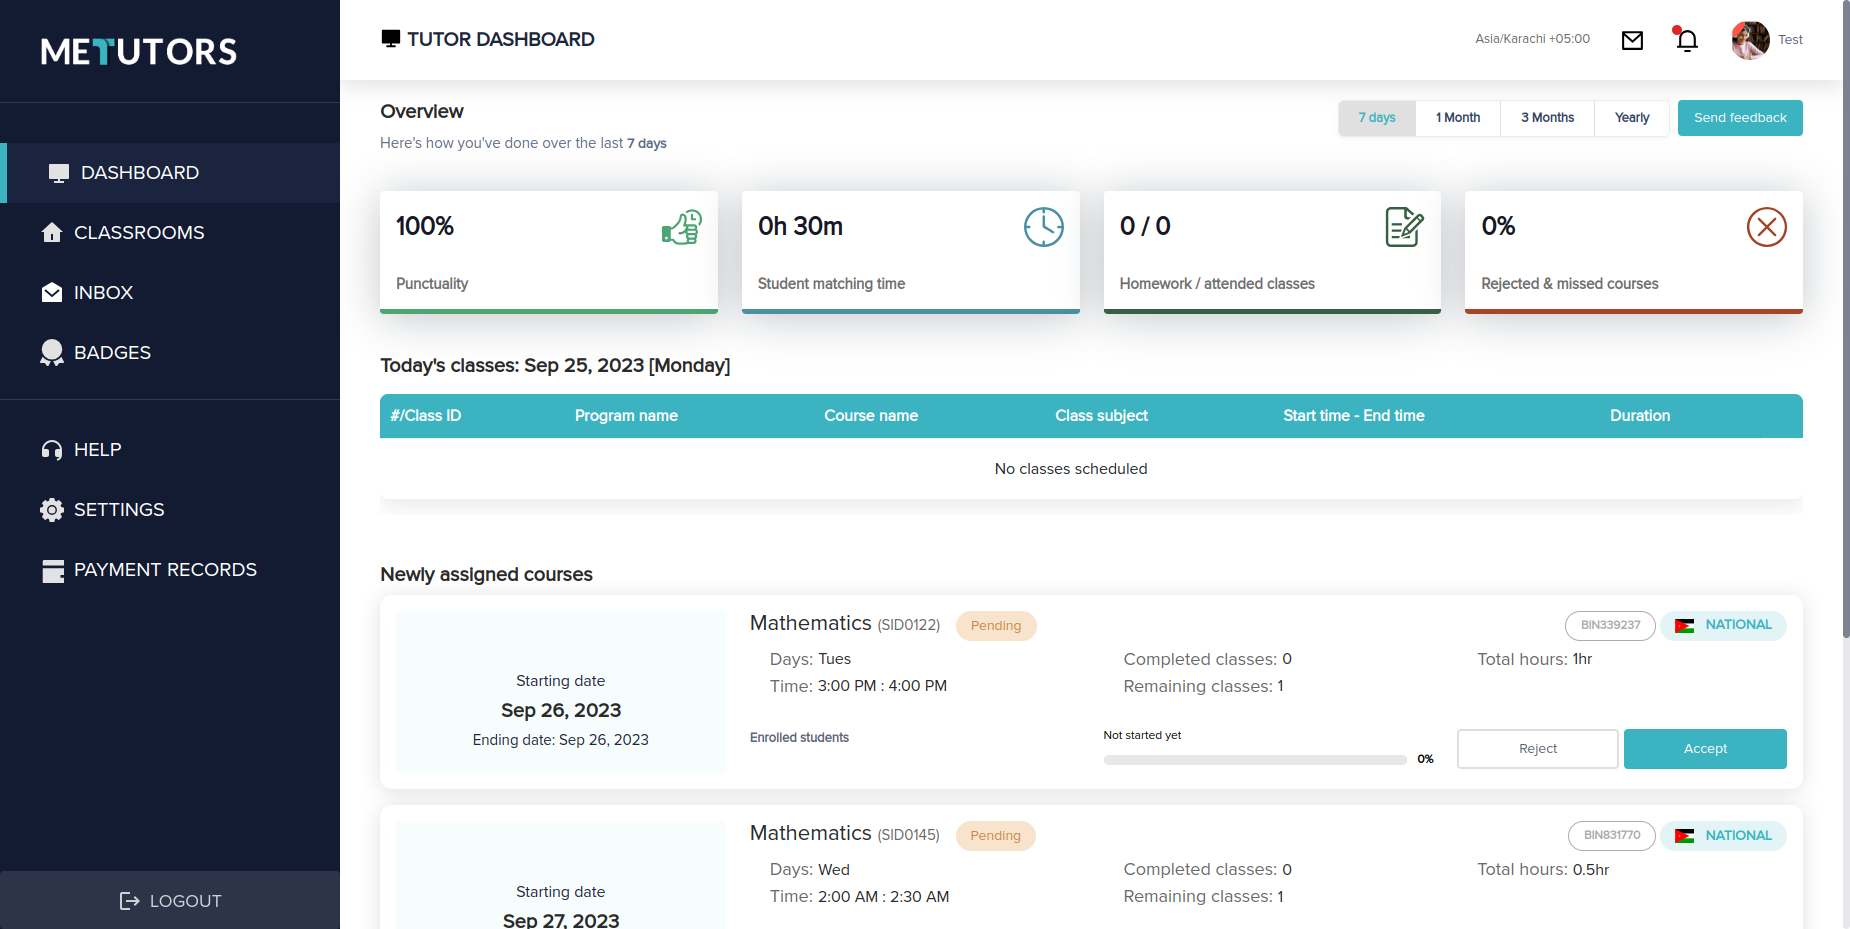 METUTORS
DASHBOARD
CLASSROOMS
INBOX
BADGES
HELP
SETTINGS
PAYMENT RECORDS
LOGOUT
TUTOR DASHBOARD
Asia/Karachi +05:00
Test
Overview
Here's how you've done over the last 7 days
7 days
1 Month
3 Months
Yearly
Send feedback
100%
Punctuality
0h 30m
Student matching time
0 / 0
Homework / attended classes
0%
Rejected & missed courses
Today's classes: Sep 25, 2023 [Monday]
#/Class ID Program name Course name Class subject Start time - End time Duration
No classes scheduled
Newly assigned courses
Starting date
Sep 26, 2023
Ending date: Sep 26, 2023
Mathematics (SID0122) Pending
BIN339237 NATIONAL
Days: Tues
Completed classes: 0
Total hours: 1hr
Time: 3:00 PM : 4:00 PM
Remaining classes: 1
Enrolled students
Not started yet
0%
Reject
Accept
Starting date
Sep 27, 2023
Mathematics (SID0145) Pending
BIN831770 NATIONAL
Days: Wed
Completed classes: 0
Total hours: 0.5hr
Time: 2:00 AM : 2:30 AM
Remaining classes: 1